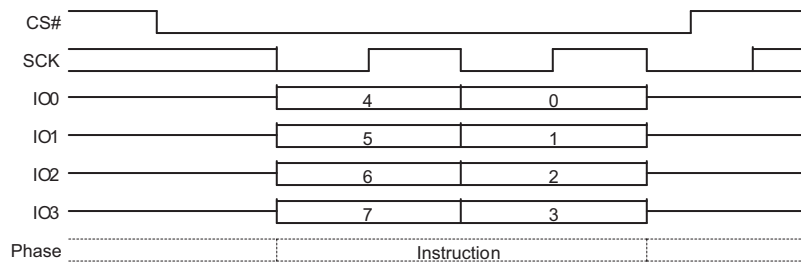 CS#
SCK
IO0 4 0
IO1 5 1
IO2 6 2
IO3 7 3
Phase Instruction